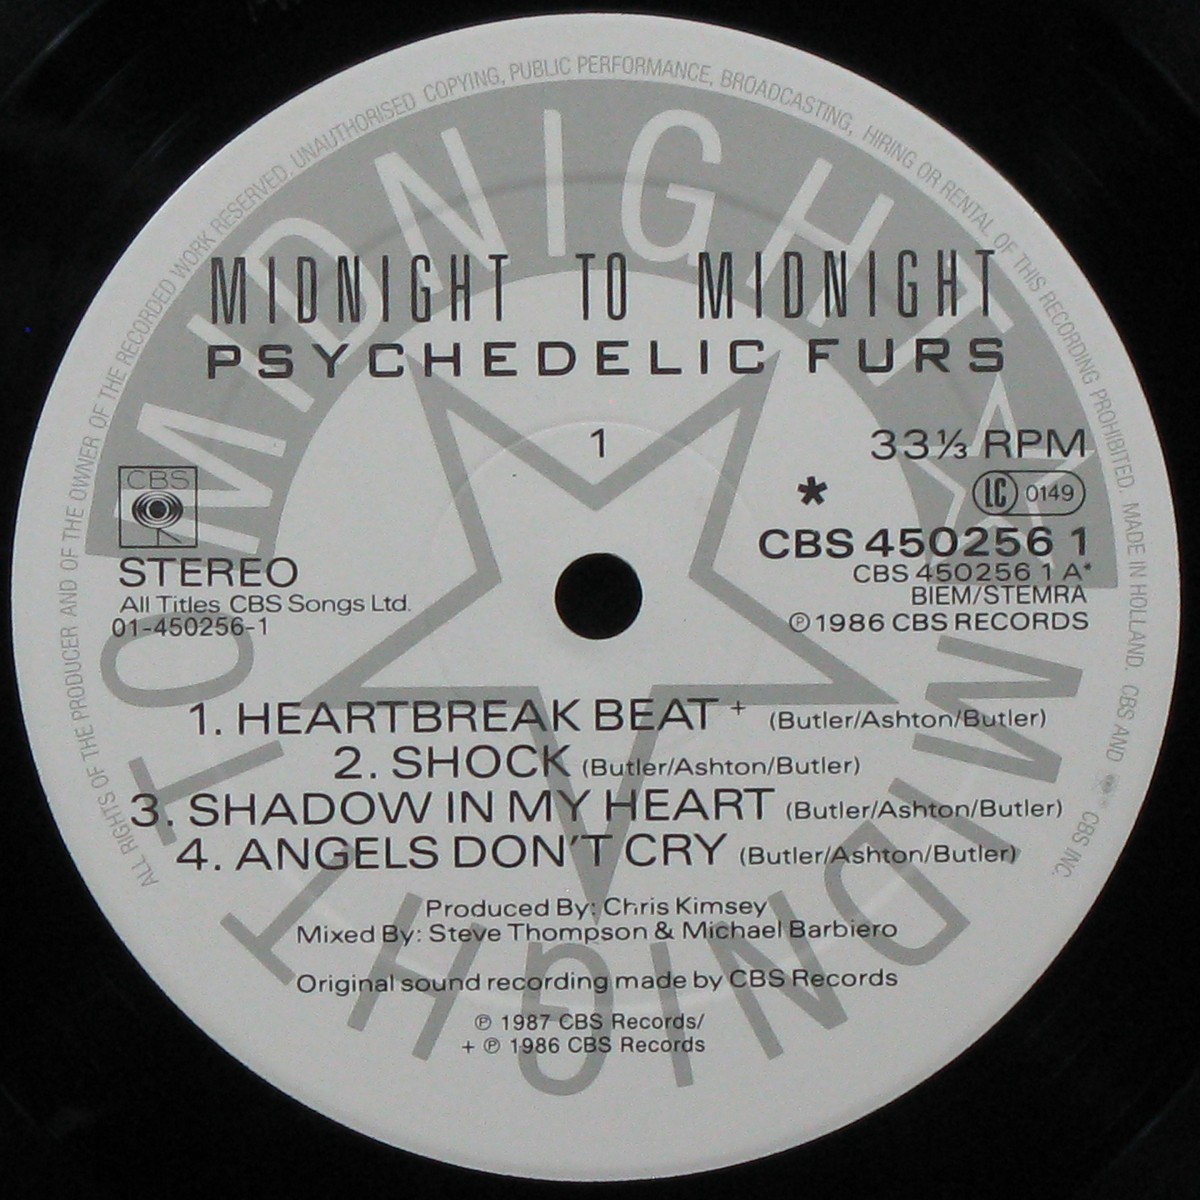 ALL RIGHTS OF THE PRODUCER AND OF THE OWNER OF THE RECORDED WORK RESERVED. UNAUTHORISED COPYING, PUBLIC PERFORMANCE, BROADCASTING, HIRING OR RENTAL OF THIS RECORDING PROHIBITED. MADE IN HOLLAND. CBS AND CBS INC.
MIDNIGHT TO MIDNIGHT
MIDNIGHT TO MIDNIGHT
PSYCHEDELIC FURS
1
33⅓ RPM
CBS
LC 0149
*
CBS 450256 1
STEREO
CBS 450256 1 A*
All Titles CBS Songs Ltd.
BIEM/STEMRA
01-450256-1
℗ 1986 CBS RECORDS
1. HEARTBREAK BEAT + (Butler/Ashton/Butler)
2. SHOCK (Butler/Ashton/Butler)
3. SHADOW IN MY HEART (Butler/Ashton/Butler)
4. ANGELS DON'T CRY (Butler/Ashton/Butler)
Produced By: Chris Kimsey
Mixed By: Steve Thompson & Michael Barbiero
Original sound recording made by CBS Records
℗ 1987 CBS Records/
+ ℗ 1986 CBS Records